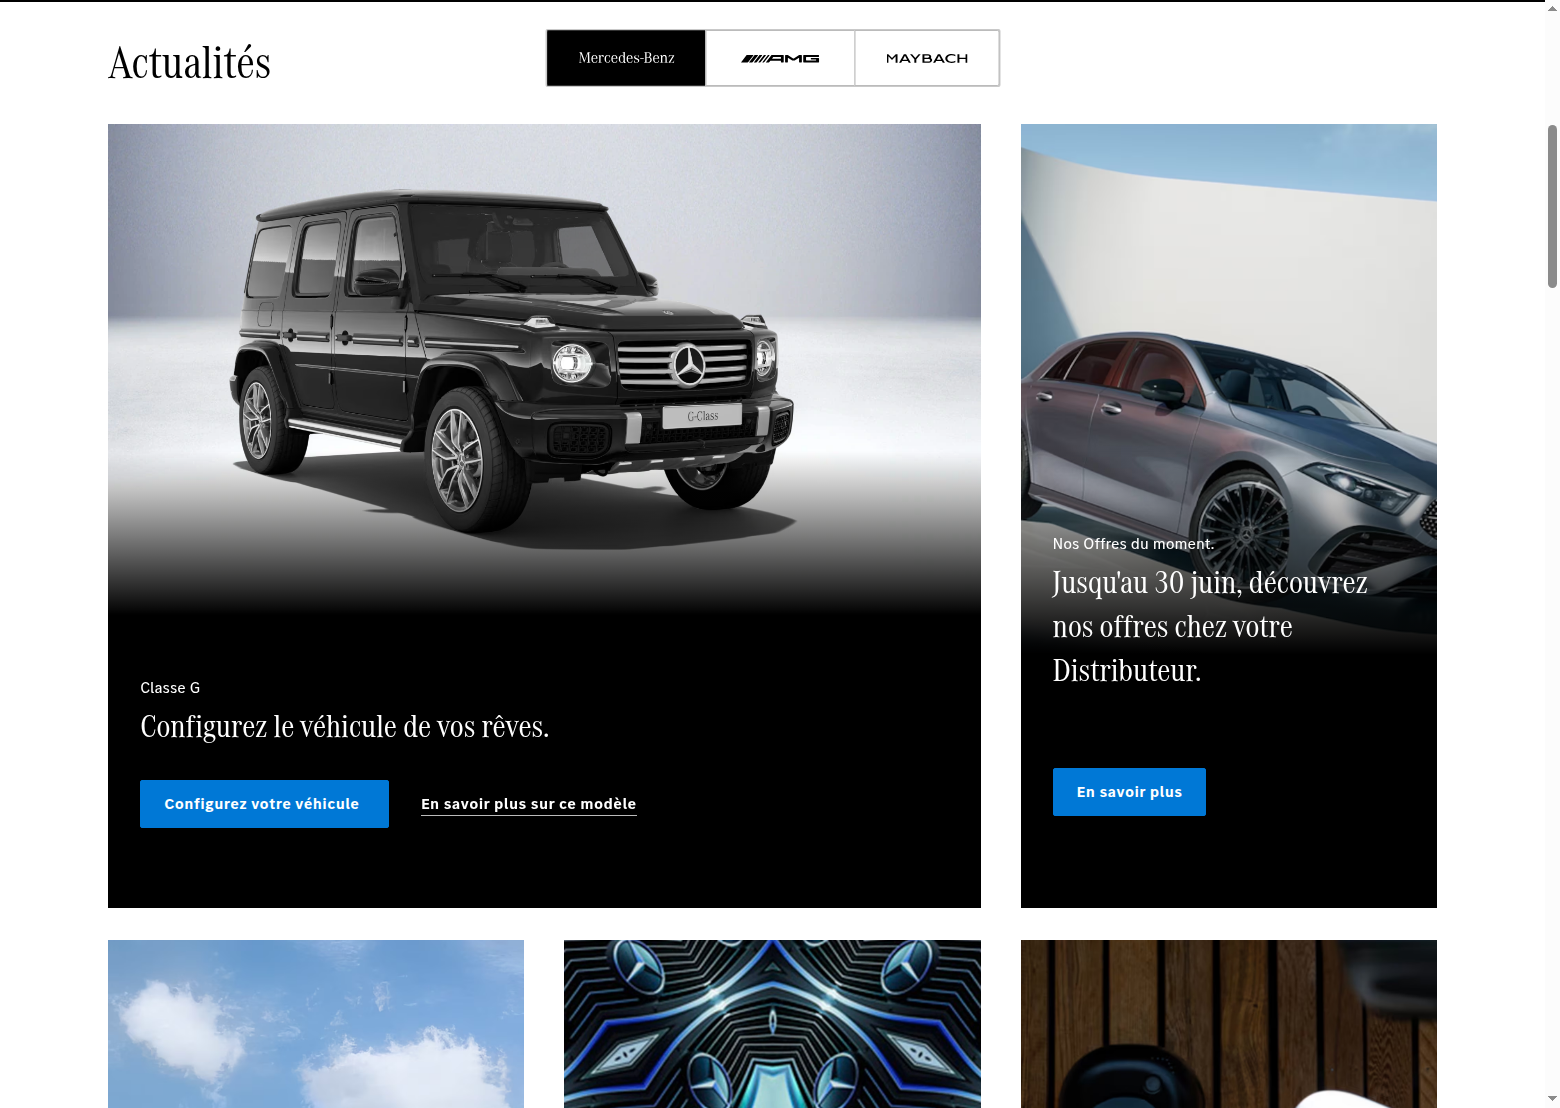 Actualités
Mercedes-Benz
AMG
MAYBACH
G-Class
Classe G
Configurez le véhicule de vos rêves.
Configurez votre véhicule
En savoir plus sur ce modèle
Nos Offres du moment.
Jusqu'au 30 juin, découvrez
nos offres chez votre
Distributeur.
En savoir plus